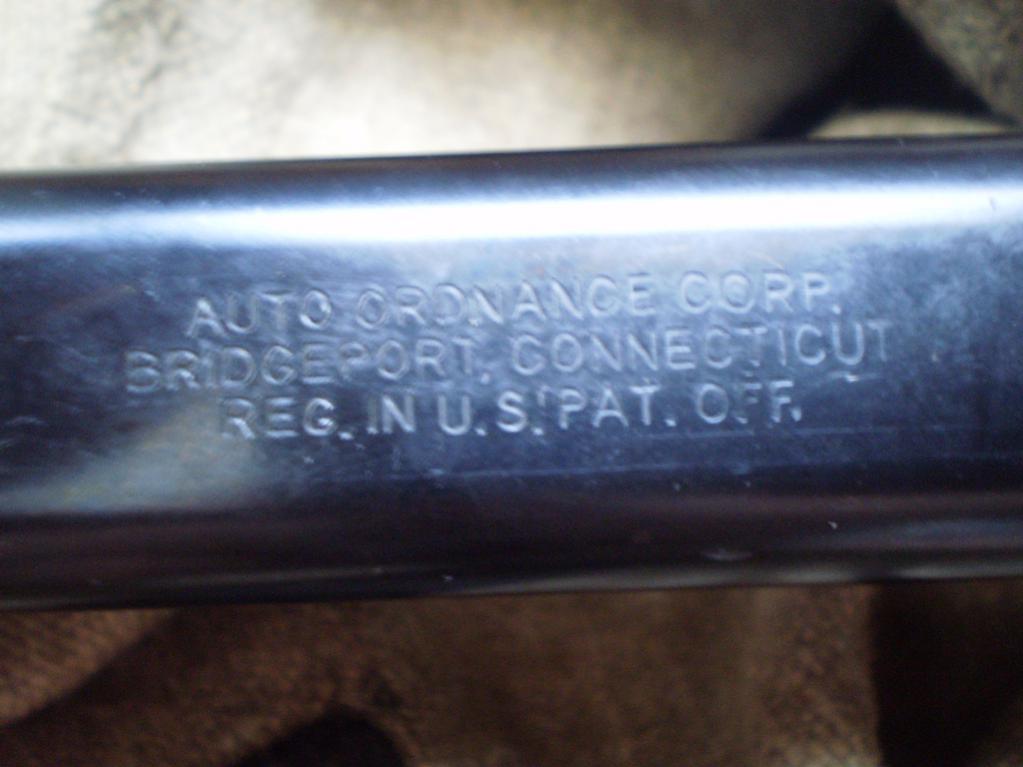 AUTO ORDNANCE CORP.
BRIDGEPORT, CONNECTICUT
REG. IN U.S. PAT. OFF.